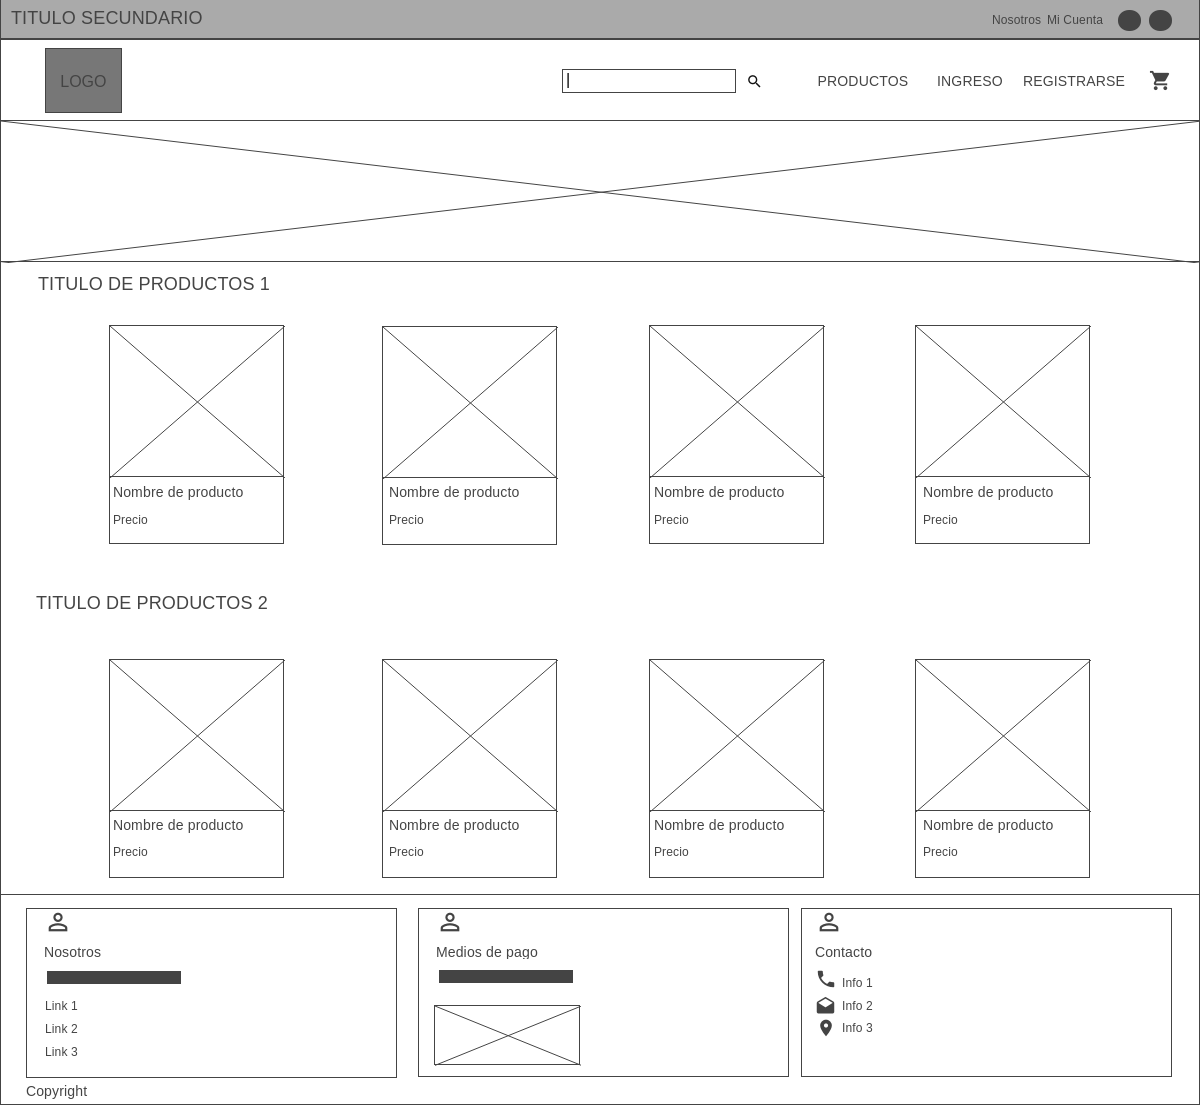 TITULO SECUNDARIO
Nosotros Mi Cuenta
LOGO
PRODUCTOS INGRESO REGISTRARSE
TITULO DE PRODUCTOS 1
Nombre de producto
Precio
Nombre de producto
Precio
Nombre de producto
Precio
Nombre de producto
Precio
TITULO DE PRODUCTOS 2
Nombre de producto
Precio
Nombre de producto
Precio
Nombre de producto
Precio
Nombre de producto
Precio
Nosotros
Link 1
Link 2
Link 3
Medios de pago
Contacto
Info 1
Info 2
Info 3
Copyright